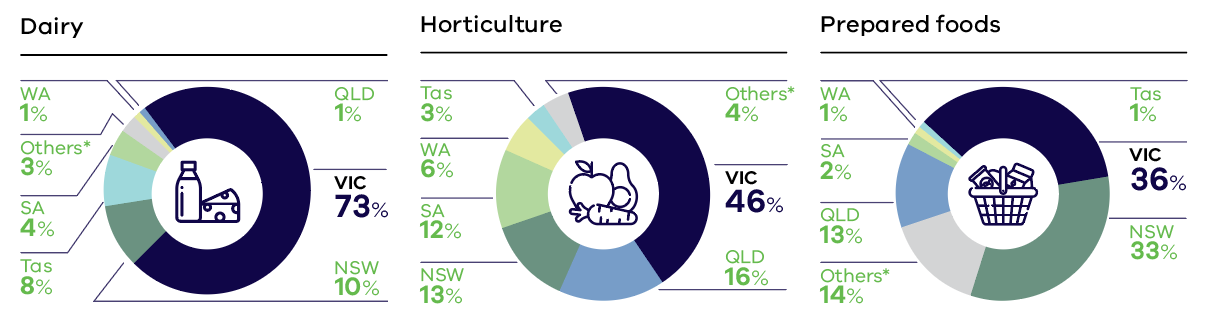 Dairy
WA
1%
Others*
3%
SA
4%
Tas
8%
QLD
1%
VIC
73%
NSW
10%
Horticulture
Tas
3%
WA
6%
SA
12%
NSW
13%
Others*
4%
VIC
46%
QLD
16%
Prepared foods
WA
1%
SA
2%
QLD
13%
Others*
14%
Tas
1%
VIC
36%
NSW
33%